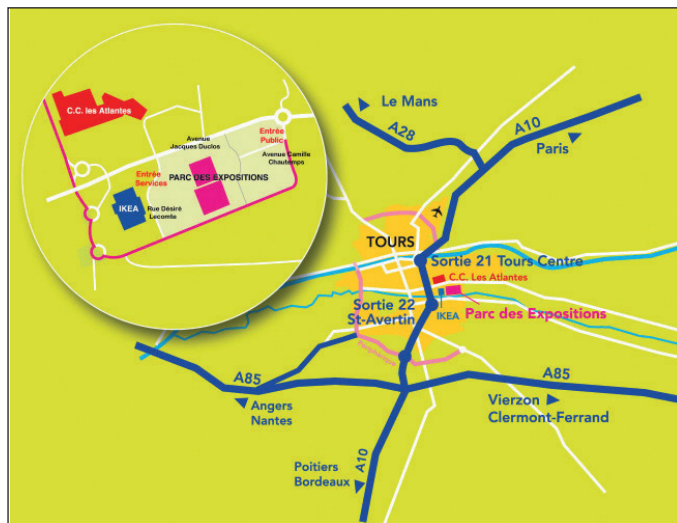 C.C. les Atlantes
Avenue
Jacques Duclos
Entrée
Public
Avenue Camille
Chautemps
Entrée
Services
PARC DES EXPOSITIONS
IKEA
Rue Désiré
Lecomte
Le Mans
A28
A10
Paris
TOURS
Sortie 21 Tours Centre
C.C. Les Atlantes
Sortie 22
St-Avertin
IKEA
Parc des Expositions
Périphérique
A85
Angers
Nantes
A85
Vierzon
Clermont-Ferrand
Poitiers
Bordeaux
A10